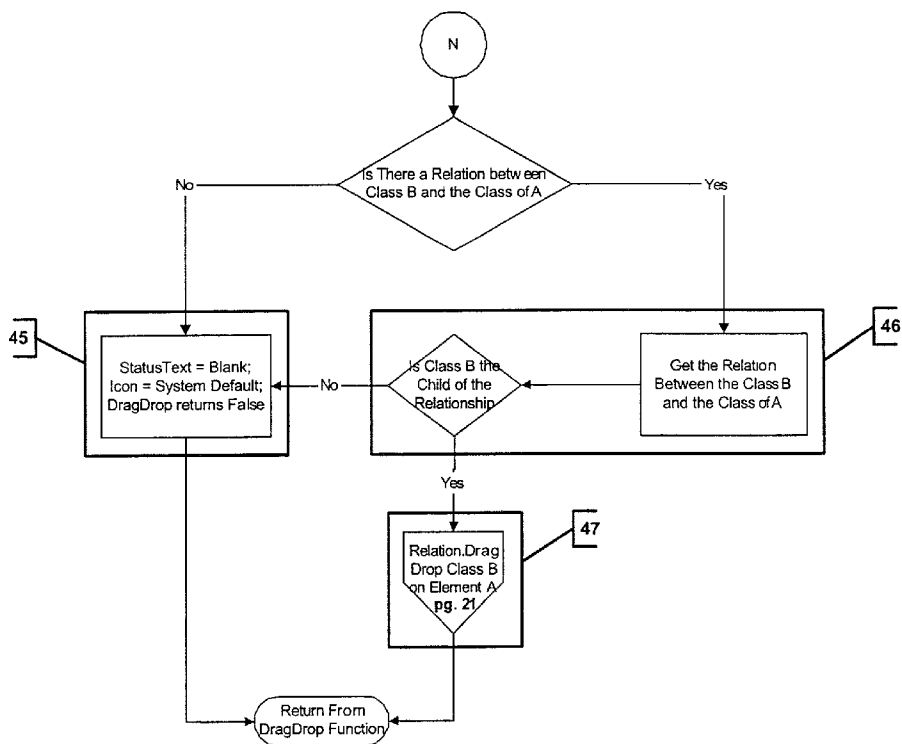 N
Is There a Relation between
Class B and the Class of A
No
Yes
45
46
StatusText = Blank;
Icon = System Default;
DragDrop returns False
No
Is Class B the
Child of the
Relationship
Get the Relation
Between the Class B
and the Class of A
Yes
47
Relation.Drag
Drop Class B
on Element A
pg. 21
Return From
DragDrop Function